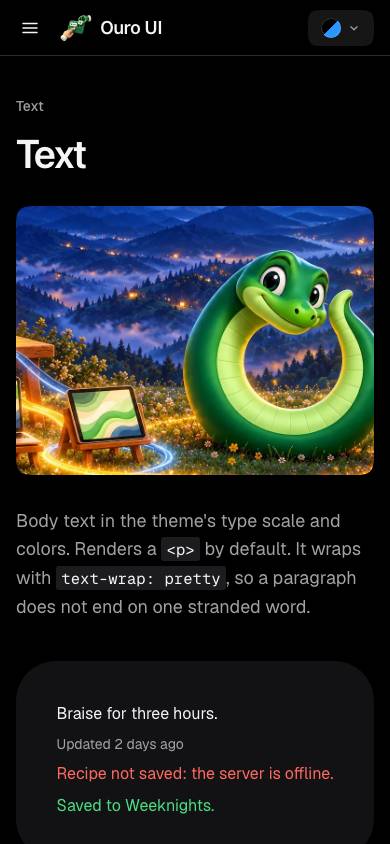 Ouro UI
Text
Text
Body text in the theme's type scale and
colors. Renders a <p> by default. It wraps
with text-wrap: pretty, so a paragraph
does not end on one stranded word.
Braise for three hours.
Updated 2 days ago
Recipe not saved: the server is offline.
Saved to Weeknights.